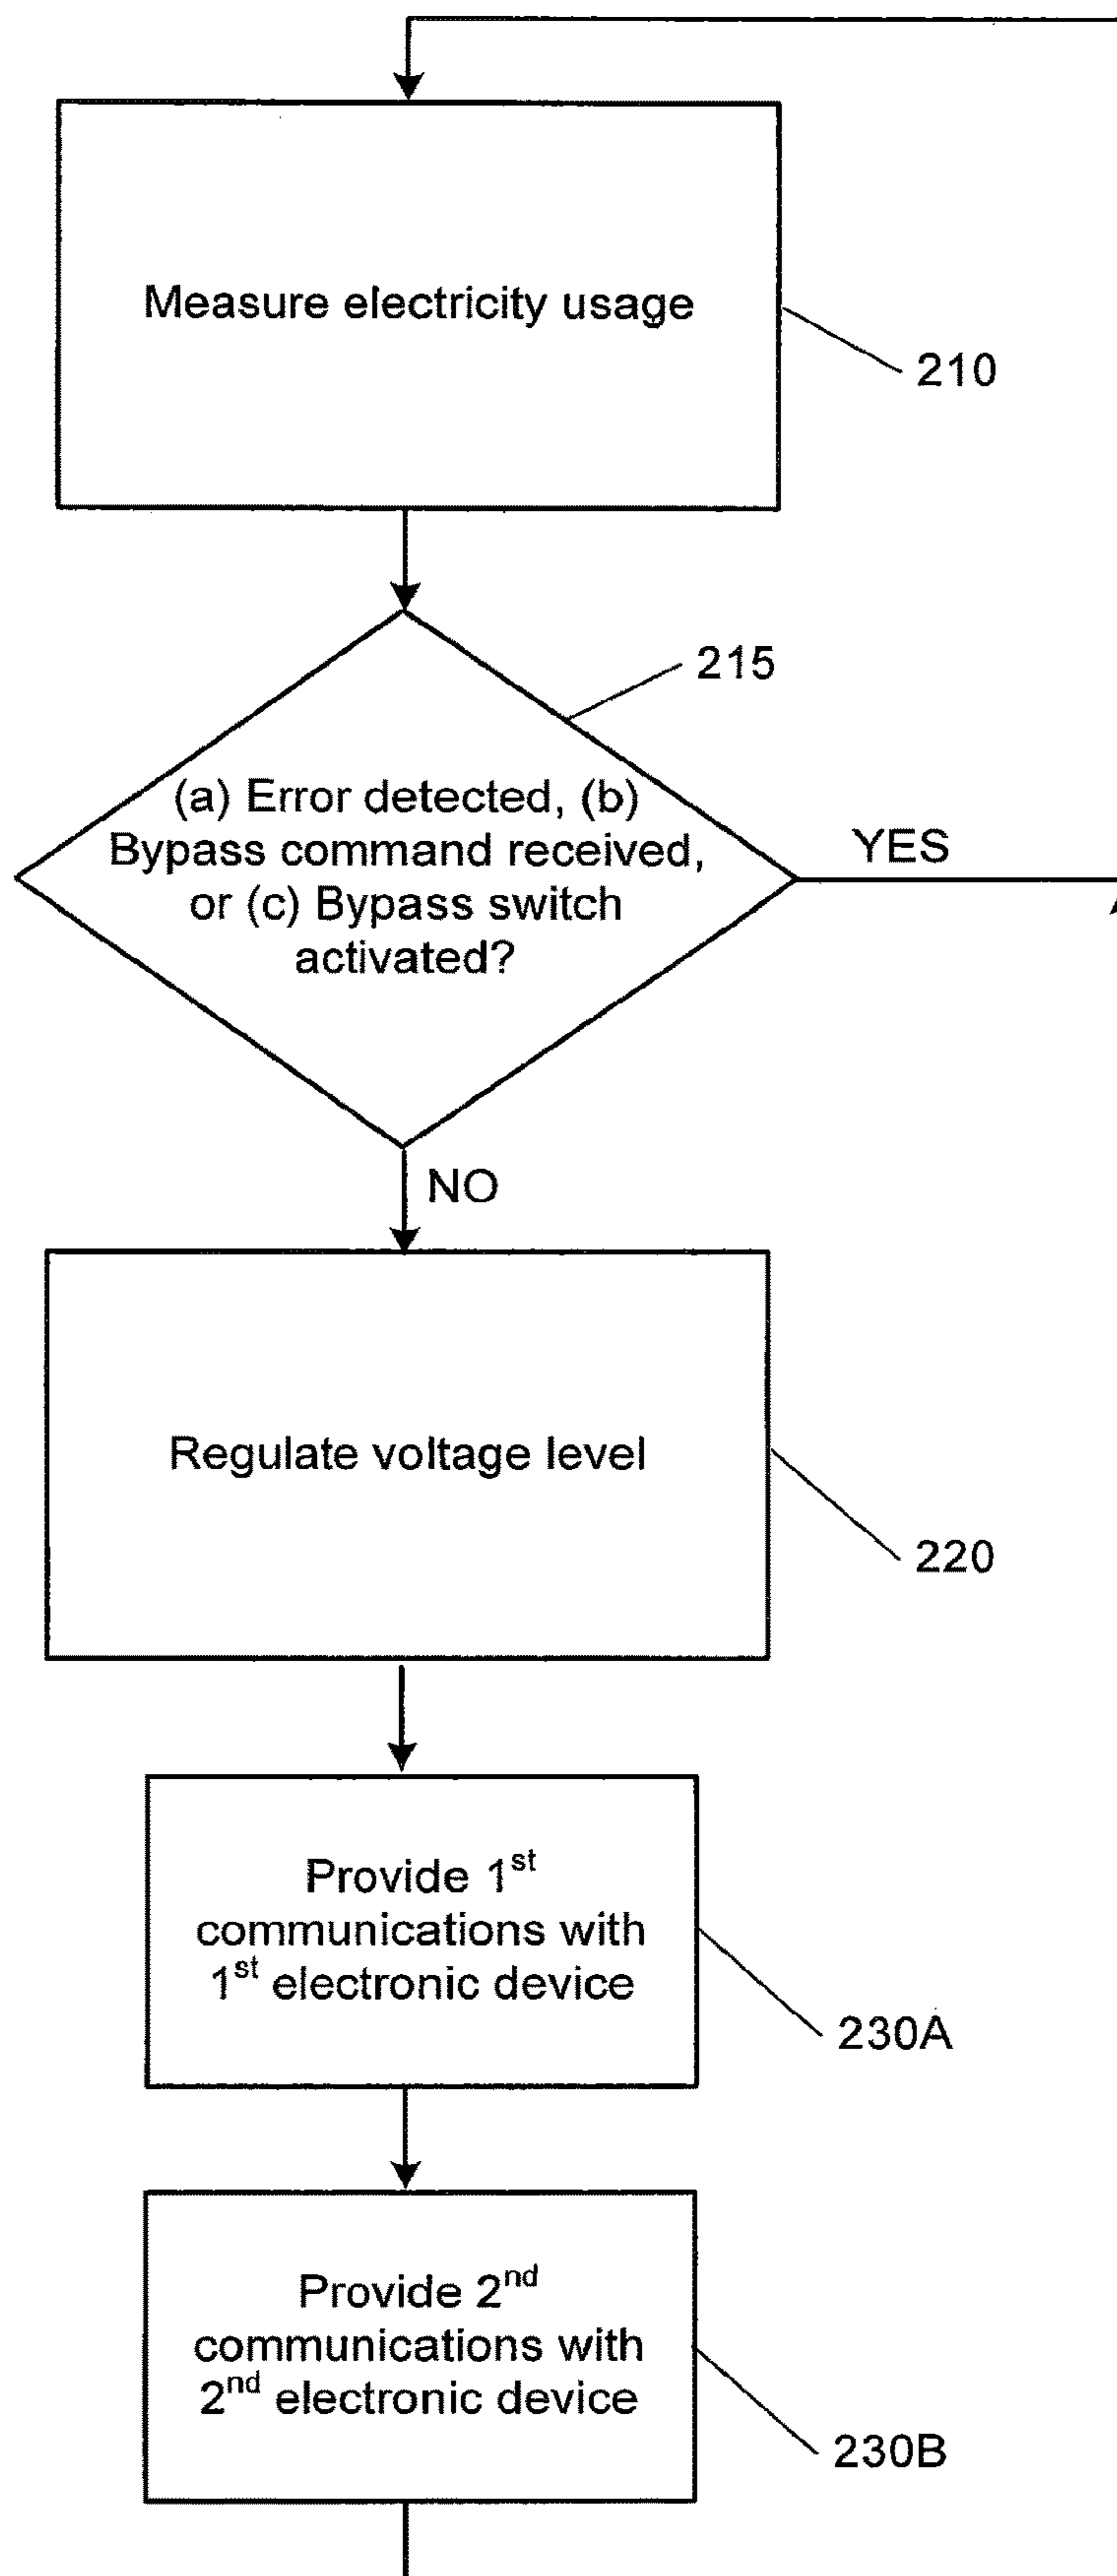 Measure electricity usage
210
215
(a) Error detected, (b)
Bypass command received,
or (c) Bypass switch
activated?
YES
NO
Regulate voltage level
220
Provide 1st
communications with
1st electronic device
230A
Provide 2nd
communications with
2nd electronic device
230B